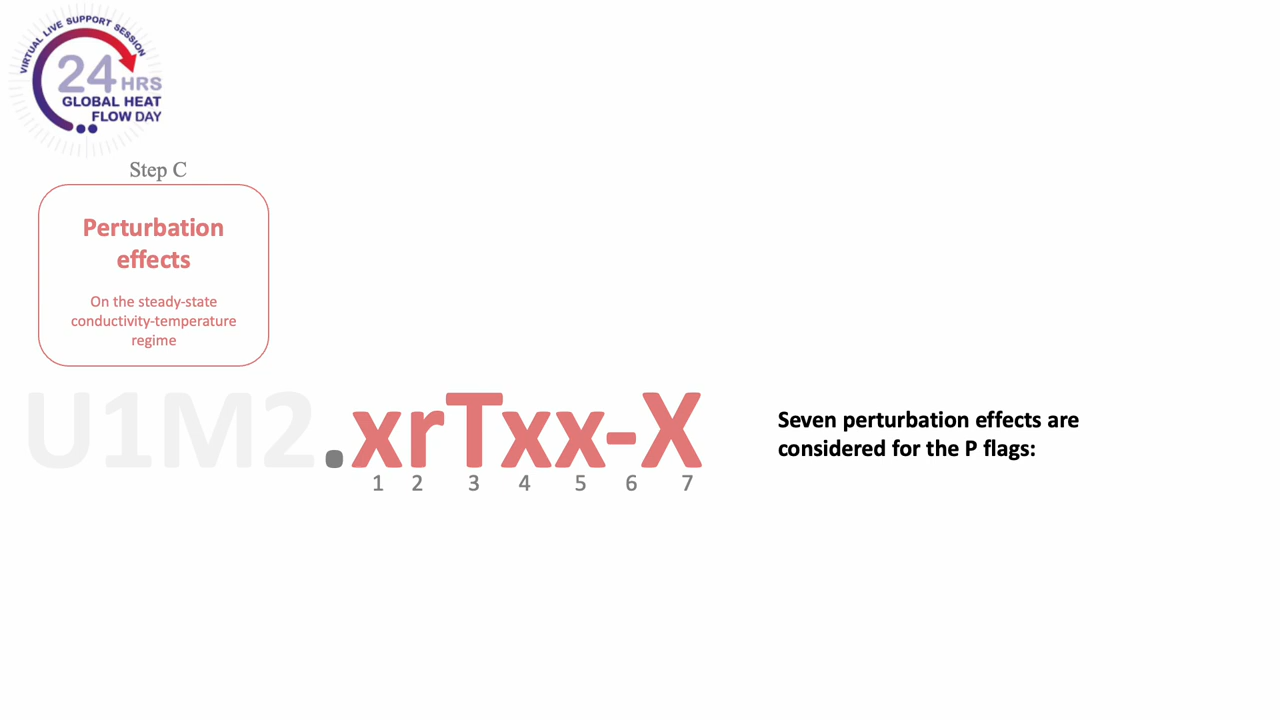 VIRTUAL LIVE SUPPORT SESSION
24 HRS
GLOBAL HEAT
FLOW DAY
Step C
Perturbation
effects
On the steady-state
conductivity-temperature
regime
U1M2.xrTxx-X
1 2 3 4 5 6 7
Seven perturbation effects are
considered for the P flags: